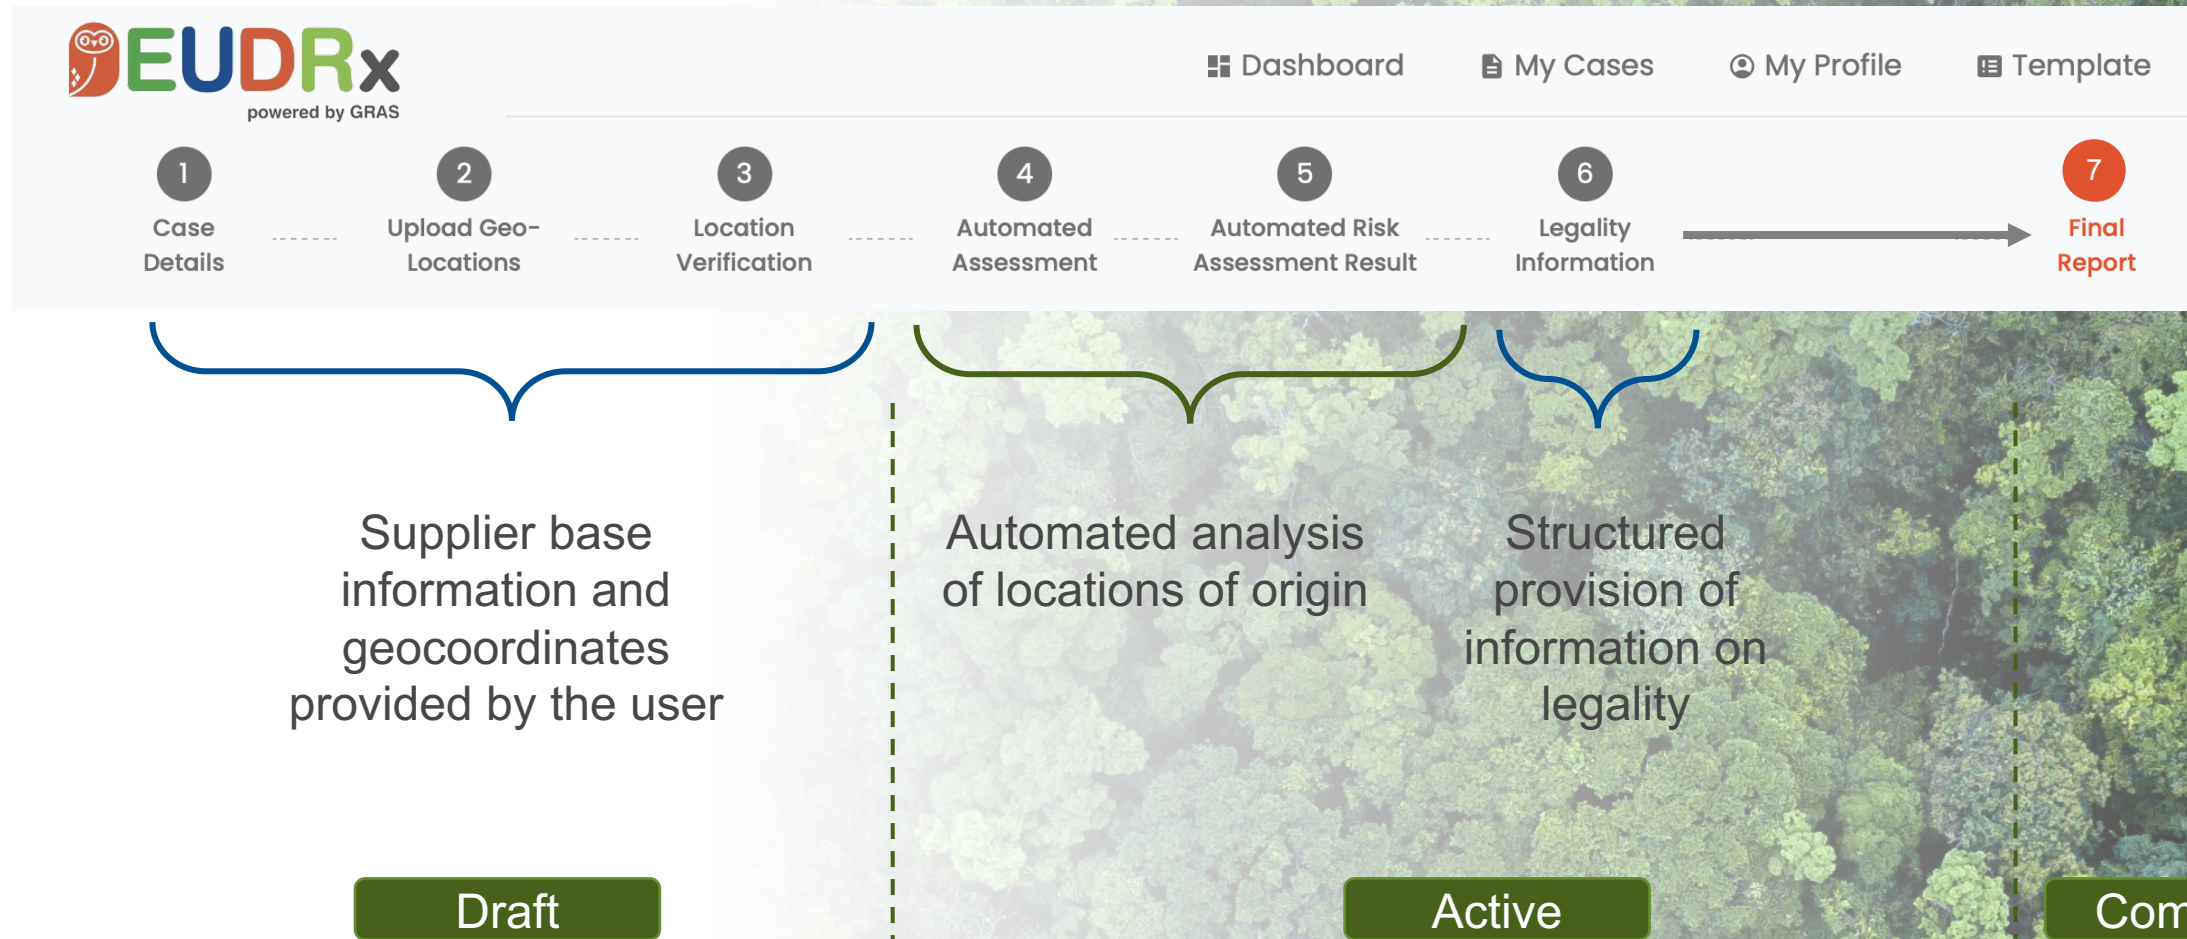 EUDRx
powered by GRAS
Dashboard
My Cases
My Profile
Template
1
Case
Details
2
Upload Geo-
Locations
3
Location
Verification
4
Automated
Assessment
5
Automated Risk
Assessment Result
6
Legality
Information
7
Final
Report
Supplier base
information and
geocoordinates
provided by the user
Automated analysis
of locations of origin
Structured
provision of
information on
legality
Draft
Active